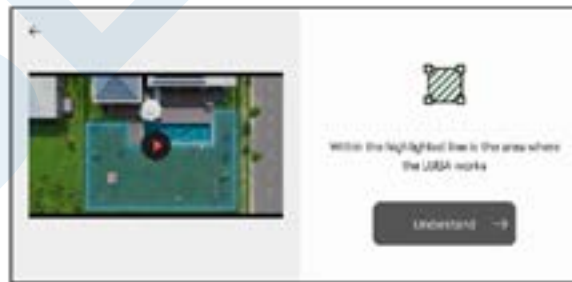 Within the highlighted line is the area where
the LUBA works
Understand